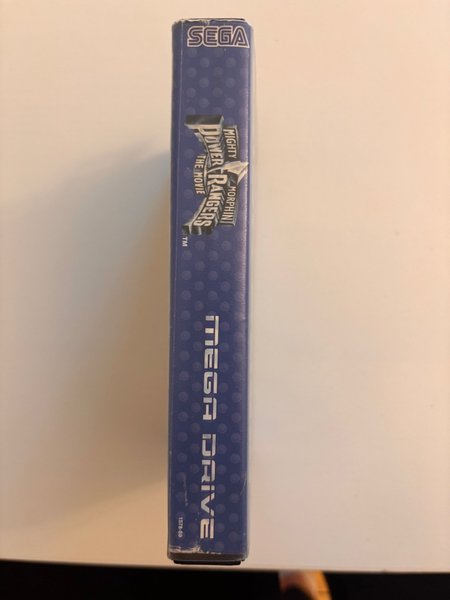 SEGA
MIGHTY MORPHIN
POWER RANGERS
THE MOVIE
TM
MEGA DRIVE